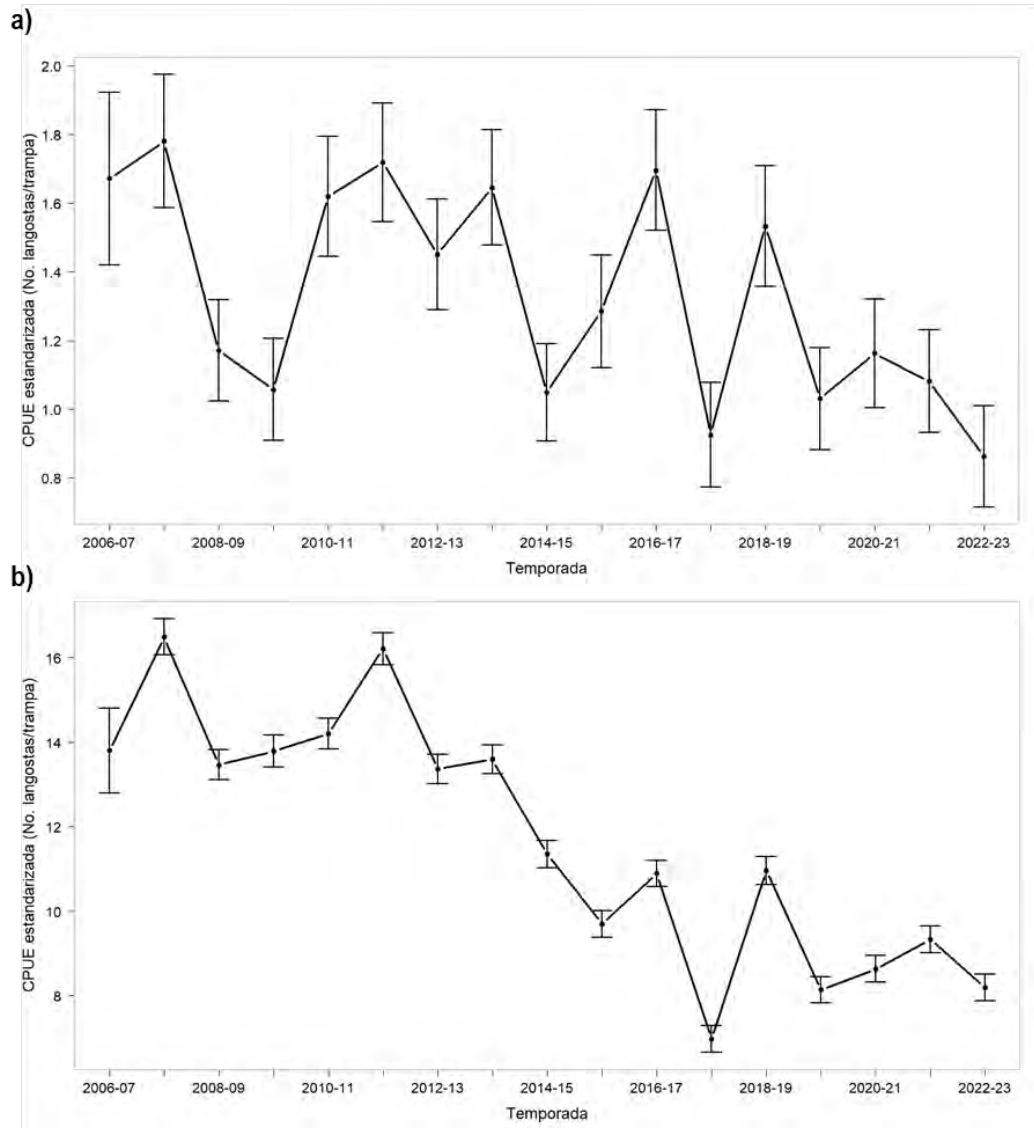 a)
CPUE estandarizada (No. langostas/trampa)
2.0
1.8
1.6
1.4
1.2
1.0
0.8
2006-07 2008-09 2010-11 2012-13 2014-15 2016-17 2018-19 2020-21 2022-23
Temporada
b)
CPUE estandarizada (No. langostas/trampa)
16
14
12
10
8
2006-07 2008-09 2010-11 2012-13 2014-15 2016-17 2018-19 2020-21 2022-23
Temporada